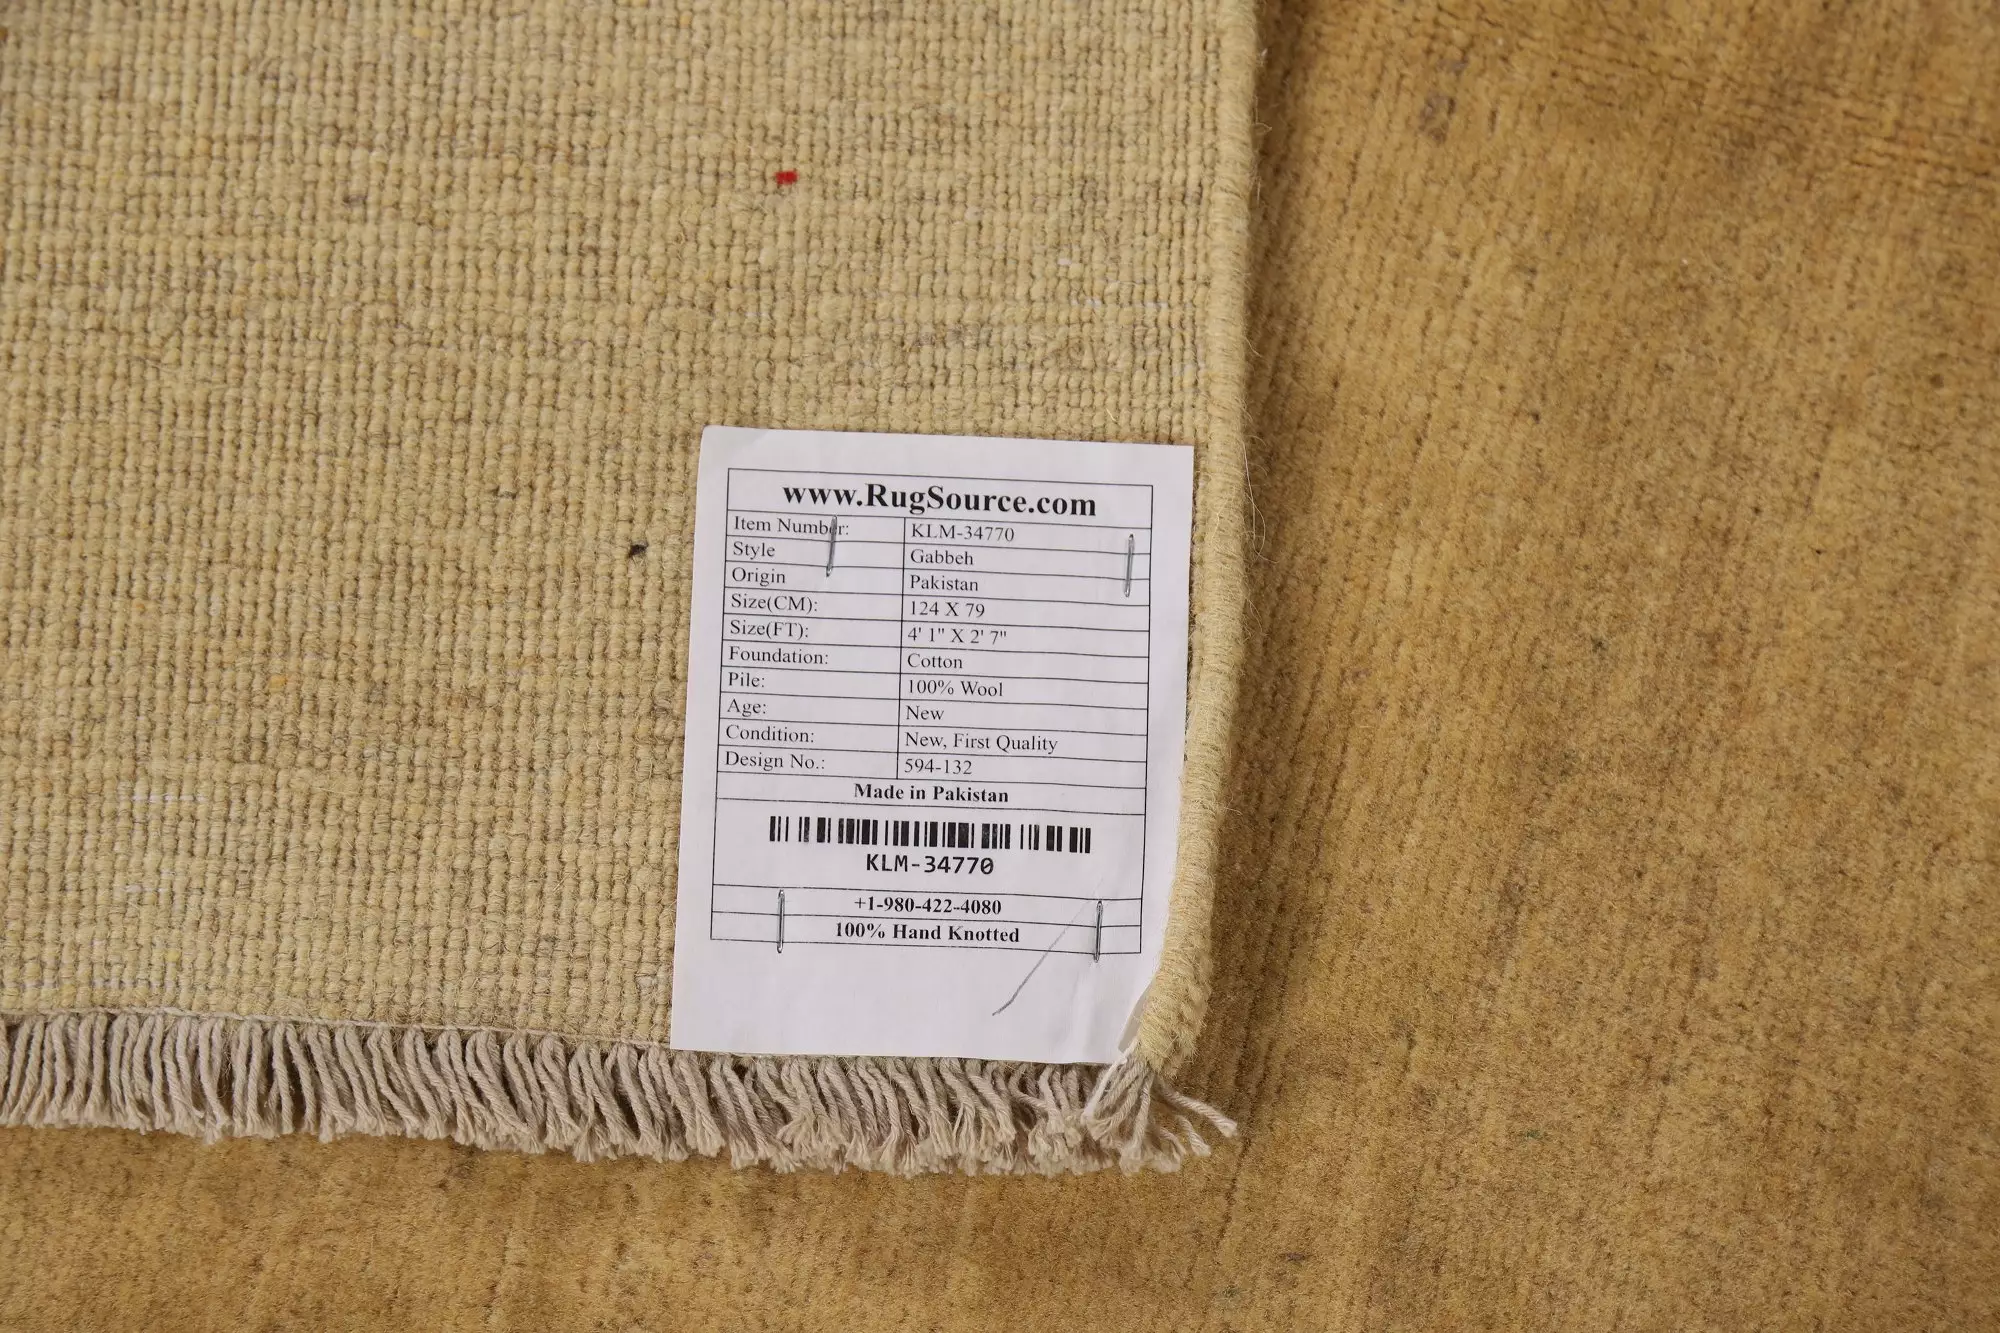 www.RugSource.com
Item Number: KLM-34770
Style Gabbeh
Origin Pakistan
Size(CM): 124 X 79
Size(FT): 4' 1" X 2' 7"
Foundation: Cotton
Pile: 100% Wool
Age: New
Condition: New, First Quality
Design No.: 594-132
Made in Pakistan
KLM-34770
+1-980-422-4080
100% Hand Knotted